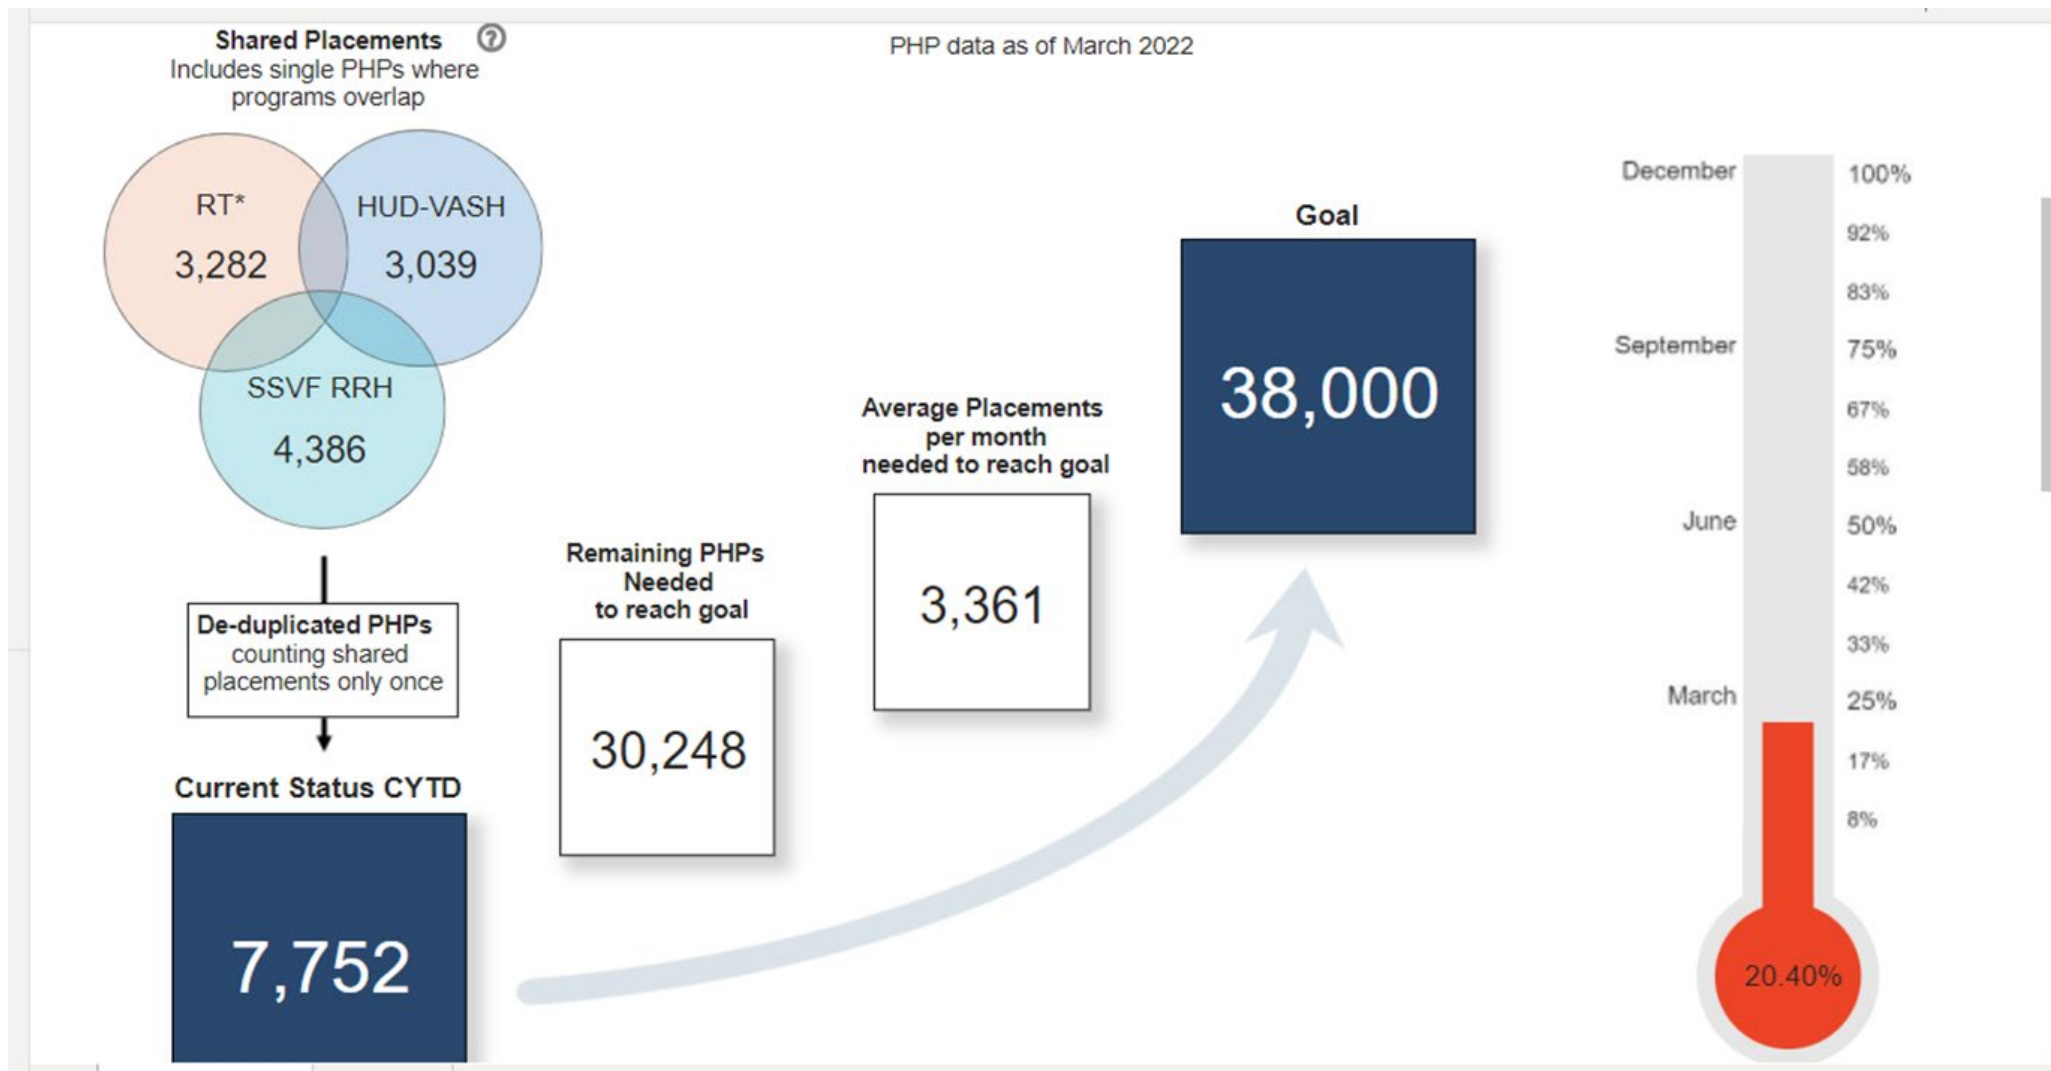 Shared Placements
Includes single PHPs where
programs overlap
PHP data as of March 2022
RT*
3,282
HUD-VASH
3,039
SSVF RRH
4,386
De-duplicated PHPs
counting shared
placements only once
Current Status CYTD
7,752
Remaining PHPs
Needed
to reach goal
30,248
Average Placements
per month
needed to reach goal
3,361
Goal
38,000
December
100%
92%
83%
September
75%
67%
58%
June
50%
42%
33%
March
25%
17%
8%
20.40%